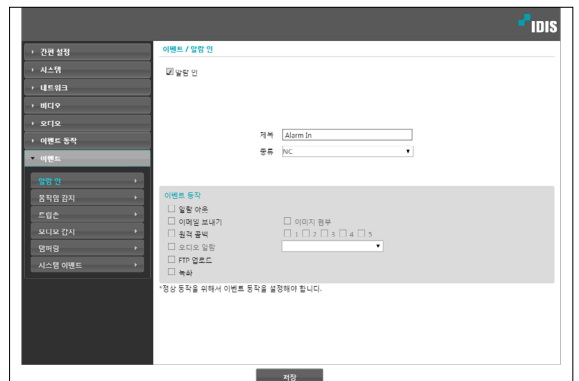 IDIS
간편 설정
시스템
네트워크
비디오
오디오
이벤트 동작
이벤트
알람 인
움직임 감지
트립존
오디오 감지
탬퍼링
시스템 이벤트
이벤트 / 알람 인
알람 인
제목 Alarm In
종류 NC
이벤트 동작
알람 아웃
이메일 보내기 이미지 첨부
원격 콜백 1 2 3 4 5
오디오 알람
FTP 업로드
녹화
*정상 동작을 위해서 이벤트 동작을 설정해야 합니다.
저장